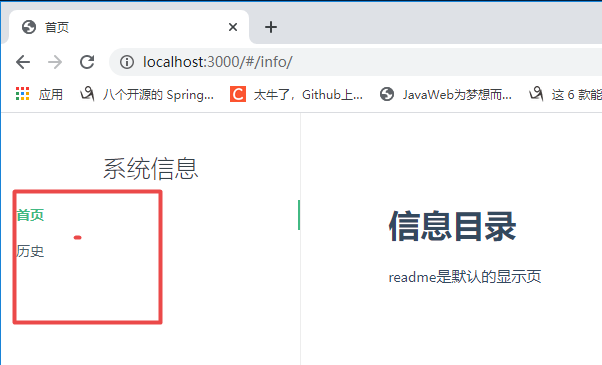 首页
localhost:3000/#/info/
应用
八个开源的 Spring...
太牛了，Github上...
JavaWeb为梦想而...
这 6 款能
系统信息
首页
历史
信息目录
readme是默认的显示页